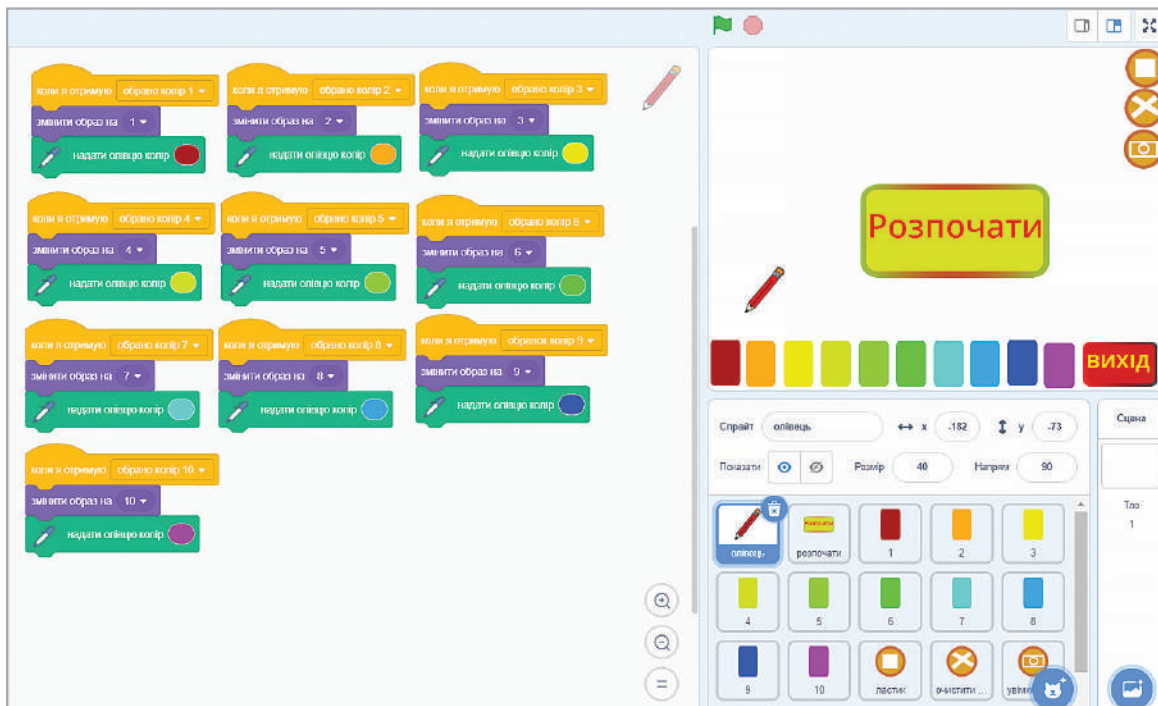 коли я отримую обрано колір 1
змінити образ на 1
надати олівцю колір
коли я отримую обрано колір 2
змінити образ на 2
надати олівцю колір
коли я отримую обрано колір 3
змінити образ на 3
надати олівцю колір
коли я отримую обрано колір 4
змінити образ на 4
надати олівцю колір
коли я отримую обрано колір 5
змінити образ на 5
надати олівцю колір
коли я отримую обрано колір 6
змінити образ на 6
надати олівцю колір
коли я отримую обрано колір 7
змінити образ на 7
надати олівцю колір
коли я отримую обрано колір 8
змінити образ на 8
надати олівцю колір
коли я отримую обранок колір 9
змінити образ на 9
надати олівцю колір
коли я отримую обрано колір 10
змінити образ на 10
надати олівцю колір
Розпочати
ВИХІД
Спрайт олівець x -182 y -73
Показати Розмір 40 Напрям 90
Сцена
Тло
1
Розпочати
олівець розпочати 1 2 3
4 5 6 7 8
9 10 ластик очистити ...